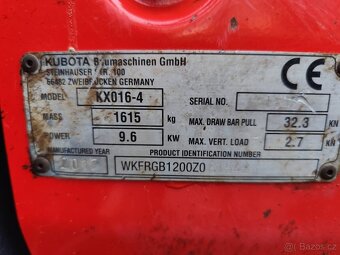 KUBOTA Baumaschinen GmbH
STEINHAUSER STR. 100
66482 ZWEIBRÜCKEN GERMANY
CE
MODEL KX016-4 SERIAL NO.
MASS 1615 kg MAX. DRAW BAR PULL 32.3 KN
POWER 9.6 KW MAX. VERT. LOAD 2.7 KN
MANUFACTURED YEAR PRODUCT IDENTIFICATION NUMBER
WKFRGB1200Z0
bazos.cz